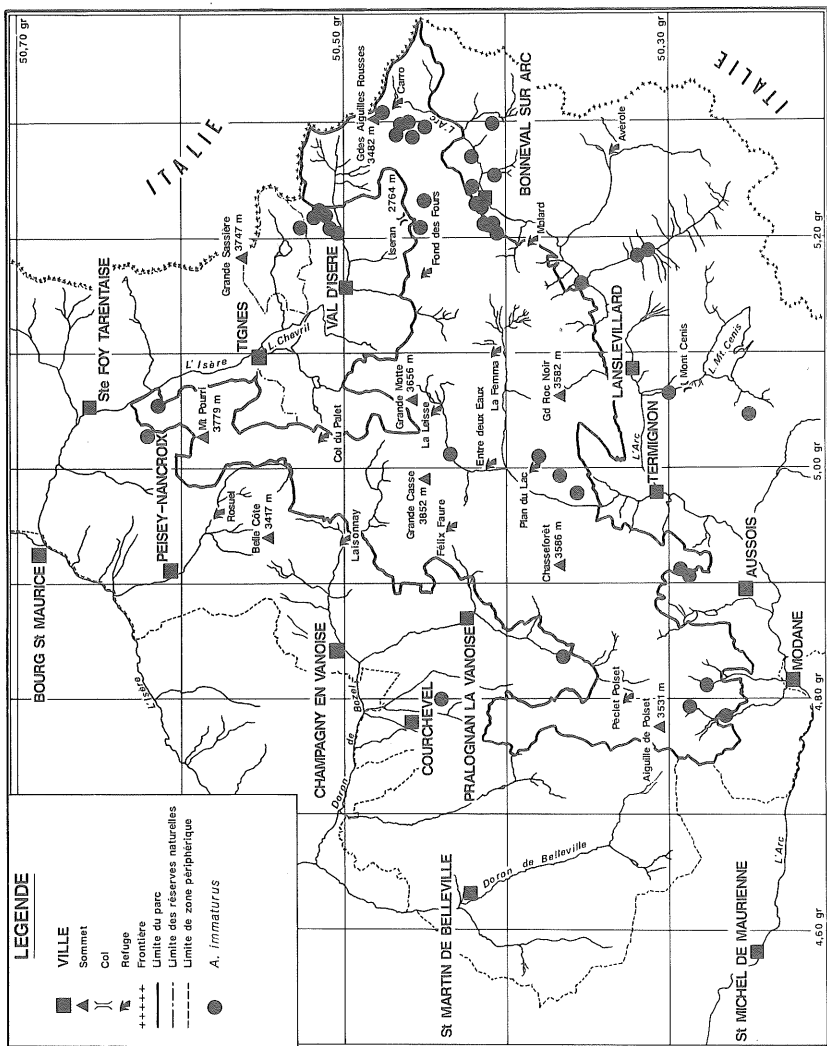 LEGENDE
VILLE
Sommet
Col
Refuge
+++++ Frontière
Limite du parc
Limite des réserves naturelles
Limite de zone périphérique
A. immaturus
50,70 gr
50,50 gr
50,30 gr
5,20 gr
5,00 gr
4,80 gr
4,60 gr
ITALIE
ITALIE
BOURG St MAURICE
Ste FOY TARENTAISE
PEISEY-NANCROIX
L'Isère
L'Isère
Mt Pourri
3779 m
Rosuel
Belle Côte
3417 m
TIGNES
L. Chevril
Grande Sassière
3747 m
VAL D'ISERE
Col du Palet
Iseran
2764 m
Gdes Aiguilles Rousses
3482 m
Carro
L'Arc
Fond des Fours
Grande Motte
3656 m
La Leisse
Grande Casse
3852 m
Félix Faure
Laisonnay
CHAMPAGNY EN VANOISE
Doron de Bozel
COURCHEVEL
PRALOGNAN LA VANOISE
Entre deux Eaux
La Femma
Plan du Lac
Chasseforêt
3586 m
Gd Roc Noir
3582 m
BONNEVAL SUR ARC
Molard
Averole
LANSLEVILLARD
Mont Cenis
L. Mt Cenis
L'Arc
TERMIGNON
AUSSOIS
MODANE
Peclet Polset
Aiguille de Polset
3531 m
St MARTIN DE BELLEVILLE
Doron de Belleville
St MICHEL DE MAURIENNE
L'Arc